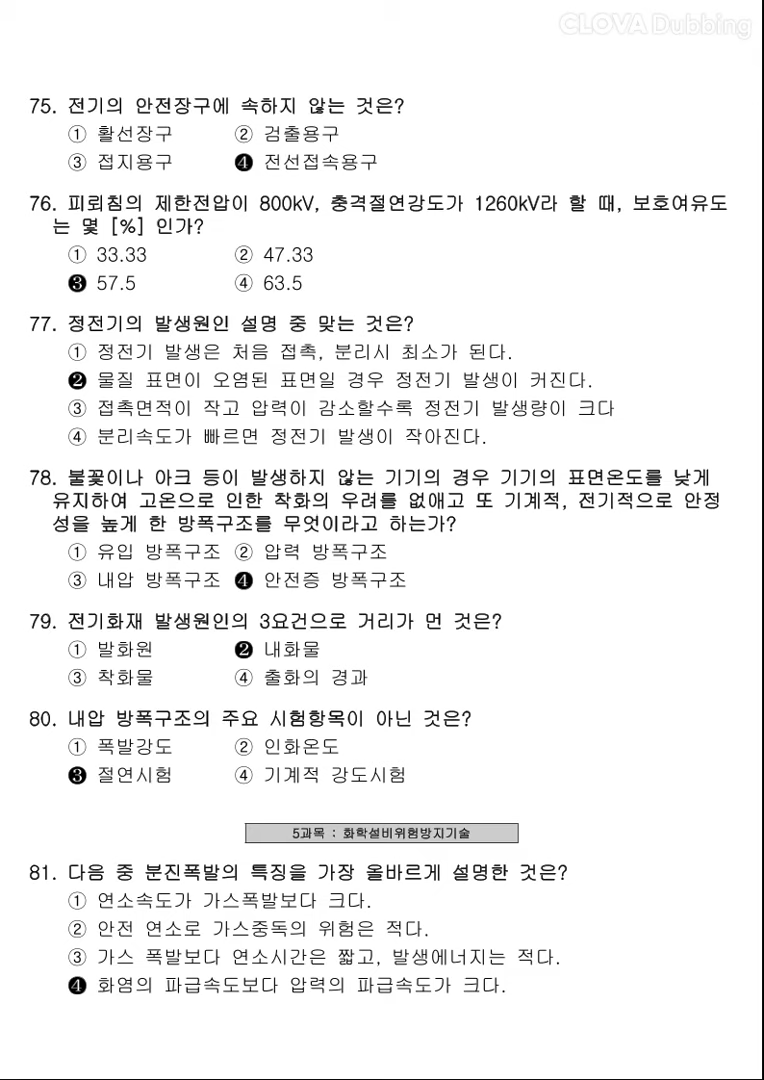 CLOVA Dubbing
75. 전기의 안전장구에 속하지 않는 것은?
① 활선장구 ② 검출용구
③ 접지용구 ❹ 전선접속용구
76. 피뢰침의 제한전압이 800kV, 충격절연강도가 1260kV라 할 때, 보호여유도
는 몇 [%] 인가?
① 33.33 ② 47.33
❸ 57.5 ④ 63.5
77. 정전기의 발생원인 설명 중 맞는 것은?
① 정전기 발생은 처음 접촉, 분리시 최소가 된다.
❷ 물질 표면이 오염된 표면일 경우 정전기 발생이 커진다.
③ 접촉면적이 작고 압력이 감소할수록 정전기 발생량이 크다
④ 분리속도가 빠르면 정전기 발생이 작아진다.
78. 불꽃이나 아크 등이 발생하지 않는 기기의 경우 기기의 표면온도를 낮게
유지하여 고온으로 인한 착화의 우려를 없애고 또 기계적, 전기적으로 안정
성을 높게 한 방폭구조를 무엇이라고 하는가?
① 유입 방폭구조 ② 압력 방폭구조
③ 내압 방폭구조 ❹ 안전증 방폭구조
79. 전기화재 발생원인의 3요건으로 거리가 먼 것은?
① 발화원 ❷ 내화물
③ 착화물 ④ 출화의 경과
80. 내압 방폭구조의 주요 시험항목이 아닌 것은?
① 폭발강도 ② 인화온도
❸ 절연시험 ④ 기계적 강도시험
5과목 : 화학설비위험방지기술
81. 다음 중 분진폭발의 특징을 가장 올바르게 설명한 것은?
① 연소속도가 가스폭발보다 크다.
② 안전 연소로 가스중독의 위험은 적다.
③ 가스 폭발보다 연소시간은 짧고, 발생에너지는 적다.
❹ 화염의 파급속도보다 압력의 파급속도가 크다.